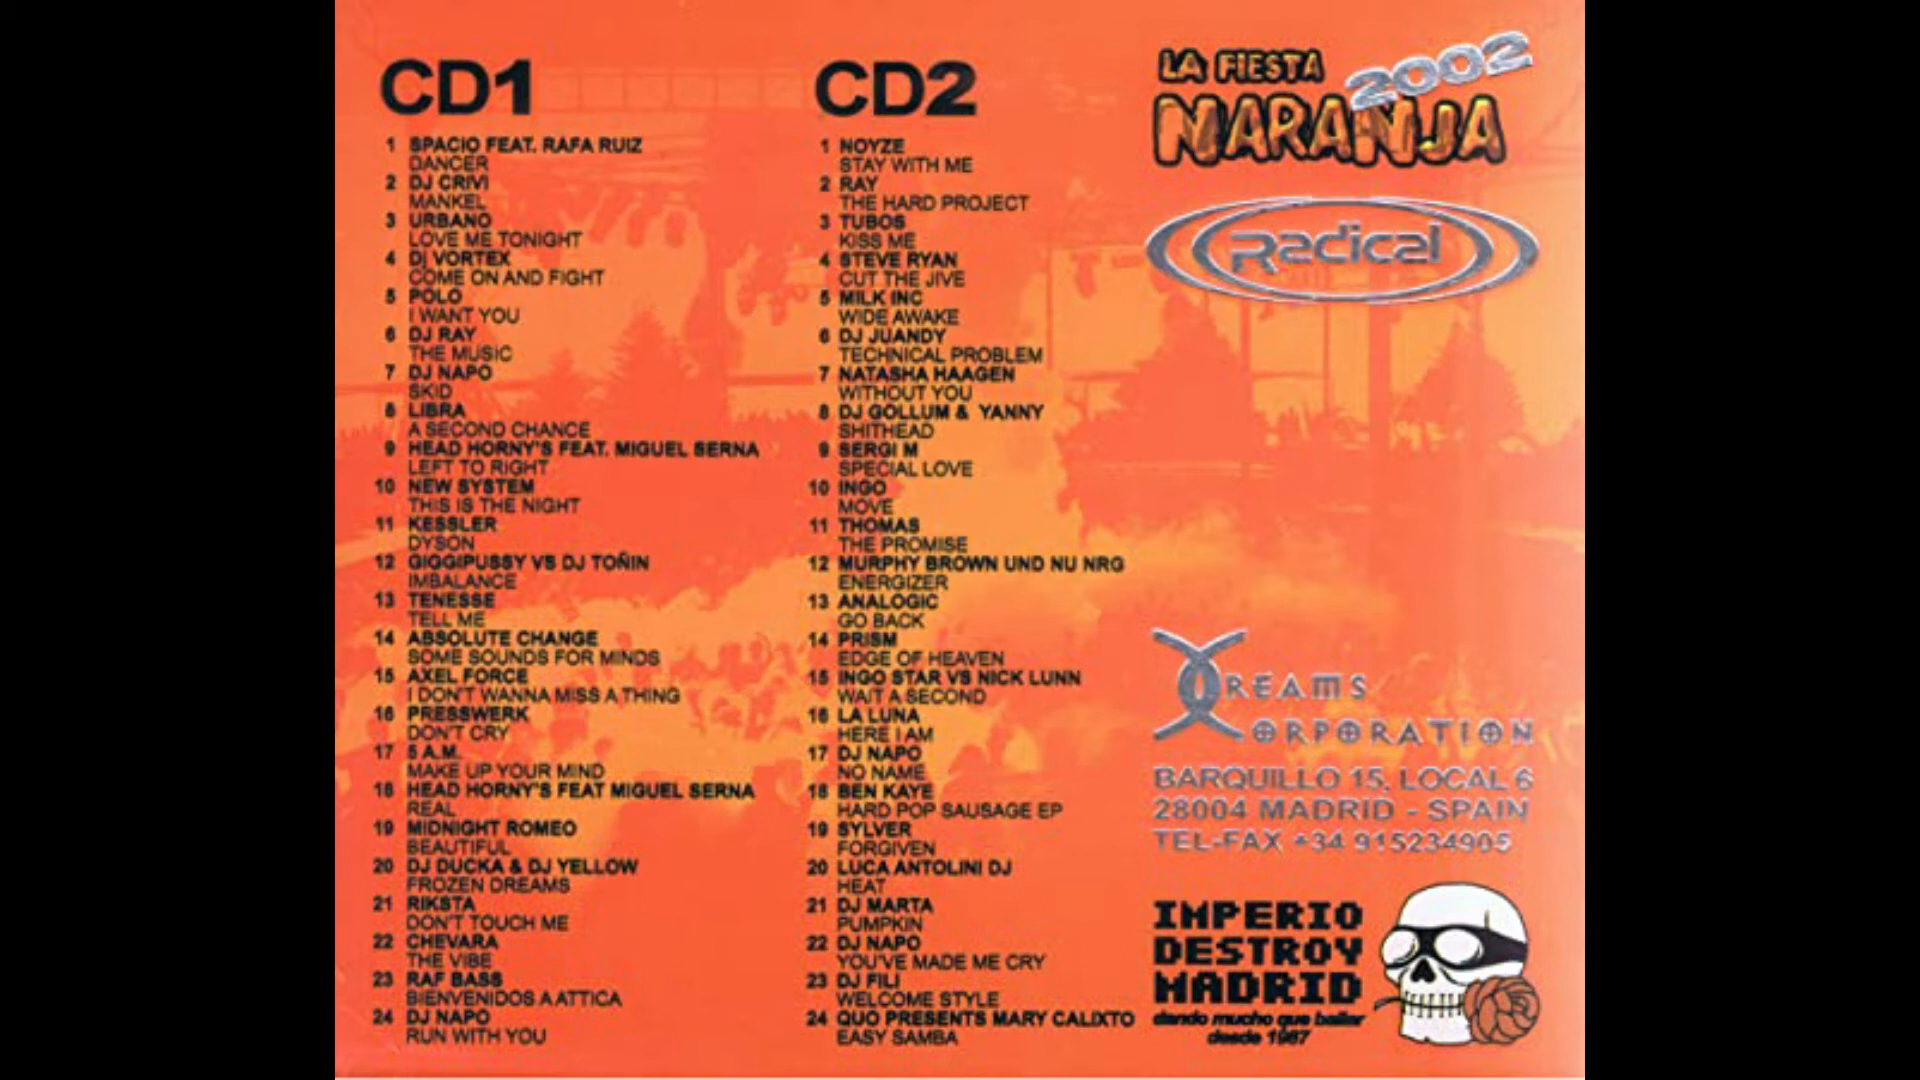 CD1
1 SPACIO FEAT. RAFA RUIZ
DANCER
2 DJ CRIVI
MANKEL
3 URBANO
LOVE ME TONIGHT
4 Dj VORTEX
COME ON AND FIGHT
5 POLO
I WANT YOU
6 DJ RAY
THE MUSIC
7 DJ NAPO
SKID
8 LIBRA
A SECOND CHANCE
9 HEAD HORNY'S FEAT. MIGUEL SERNA
LEFT TO RIGHT
10 NEW SYSTEM
THIS IS THE NIGHT
11 KESSLER
DYSON
12 GIGGIPUSSY VS DJ TOÑIN
IMBALANCE
13 TENESSE
TELL ME
14 ABSOLUTE CHANGE
SOME SOUNDS FOR MINDS
15 AXEL FORCE
I DON'T WANNA MISS A THING
16 PRESSWERK
DON'T CRY
17 5 A.M.
MAKE UP YOUR MIND
18 HEAD HORNY'S FEAT MIGUEL SERNA
REAL
19 MIDNIGHT ROMEO
BEAUTIFUL
20 DJ DUCKA & DJ YELLOW
FROZEN DREAMS
21 RIKSTA
DON'T TOUCH ME
22 CHEVARA
THE VIBE
23 RAF BASS
BIENVENIDOS A ATTICA
24 DJ NAPO
RUN WITH YOU
CD2
1 NOYZE
STAY WITH ME
2 RAY
THE HARD PROJECT
3 TUBOS
KISS ME
4 STEVE RYAN
CUT THE JIVE
5 MILK INC
WIDE AWAKE
6 DJ JUANDY
TECHNICAL PROBLEM
7 NATASHA HAAGEN
WITHOUT YOU
8 DJ GOLLUM & YANNY
SHITHEAD
9 SERGI M
SPECIAL LOVE
10 INGO
MOVE
11 THOMAS
THE PROMISE
12 MURPHY BROWN UND NU NRG
ENERGIZER
13 ANALOGIC
GO BACK
14 PRISM
EDGE OF HEAVEN
15 INGO STAR VS NICK LUNN
WAIT A SECOND
16 LA LUNA
HERE I AM
17 DJ NAPO
NO NAME
18 BEN KAYE
HARD POP SAUSAGE EP
19 SYLVER
FORGIVEN
20 LUCA ANTOLINI DJ
HEAT
21 DJ MARTA
PUMPKIN
22 DJ NAPO
YOU'VE MADE ME CRY
23 DJ FILI
WELCOME STYLE
24 QUO PRESENTS MARY CALIXTO
EASY SAMBA
LA FIESTA 2002
NARANJA
Radical
DREAMS
CORPORATION
BARQUILLO 15, LOCAL 6
28004 MADRID - SPAIN
TEL-FAX +34 915234905
IMPERIO
DESTROY
MADRID
dando mucho que bailar
desde 1987